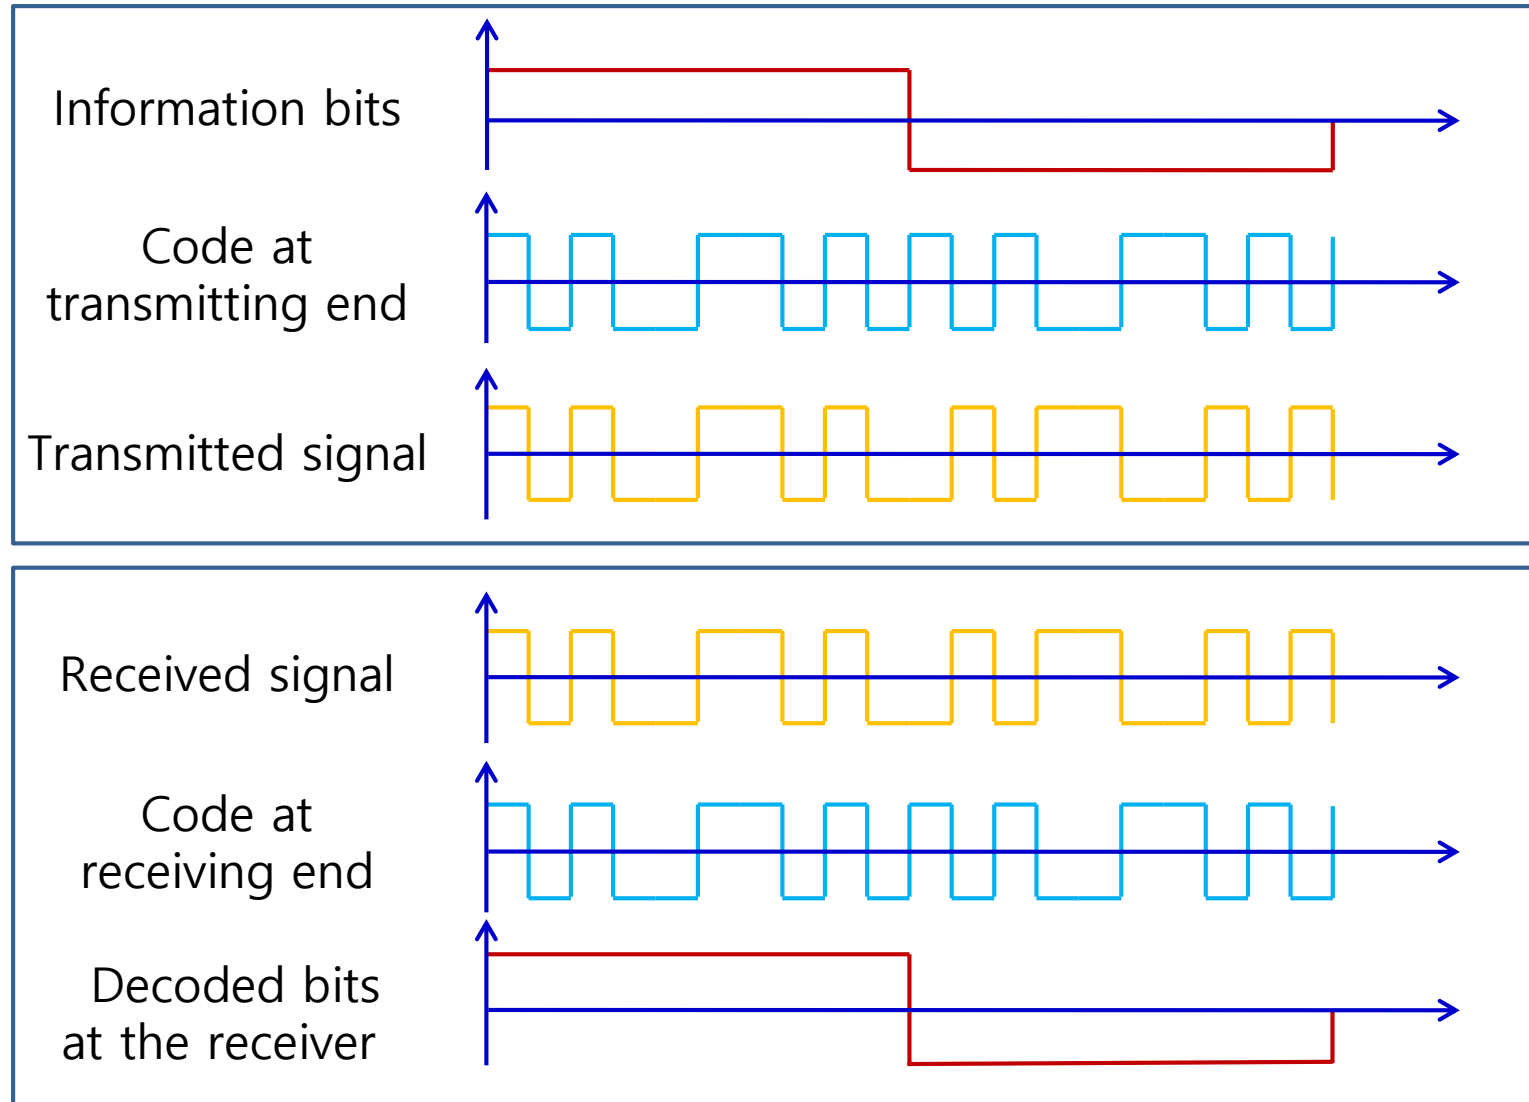 Information bits
Code at
transmitting end
Transmitted signal
Received signal
Code at
receiving end
Decoded bits
at the receiver